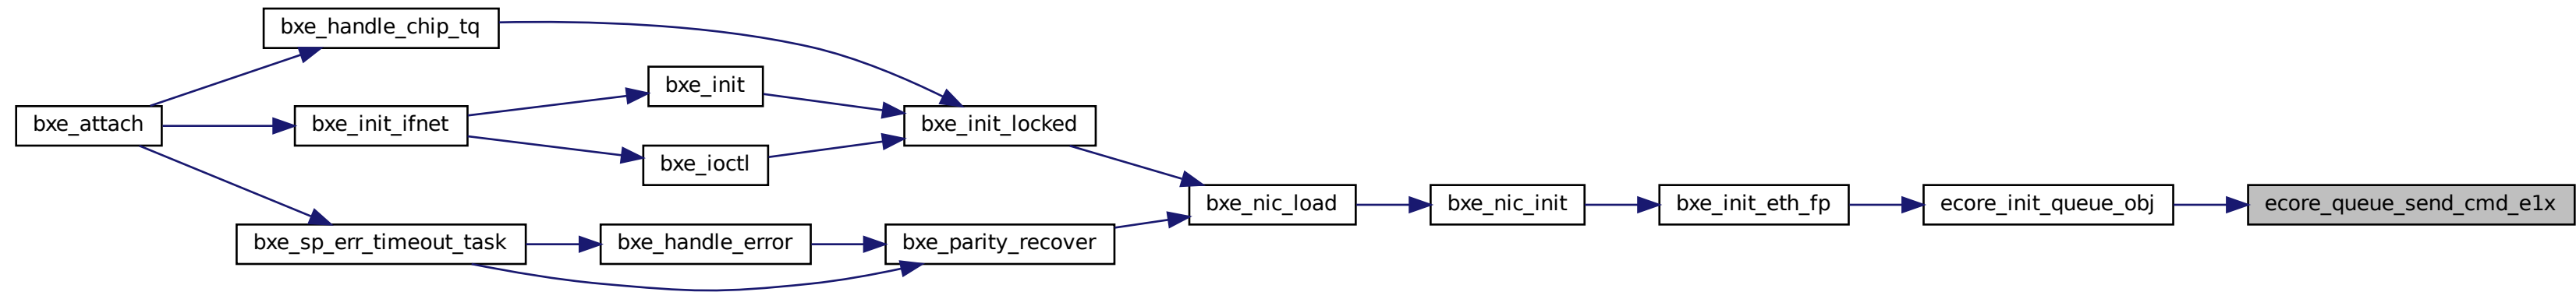 bxe_handle_chip_tq
bxe_init
bxe_attach
bxe_init_ifnet
bxe_init_locked
bxe_ioctl
bxe_nic_load
bxe_nic_init
bxe_init_eth_fp
ecore_init_queue_obj
ecore_queue_send_cmd_e1x
bxe_sp_err_timeout_task
bxe_handle_error
bxe_parity_recover